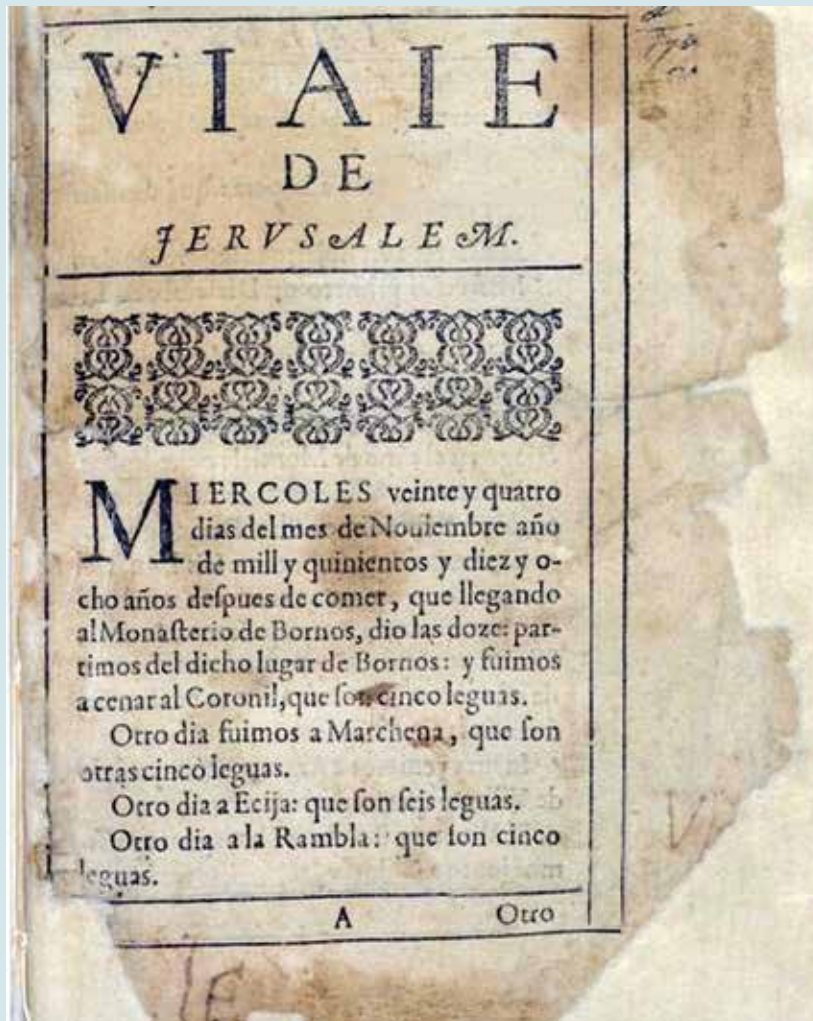 VIAIE
DE
JERVSALEM.
MIERCOLES veinte y quatro
dias del mes de Nouiembre año
de mill y quinientos y diez y o-
cho años deſpues de comer, que llegando
al Monaſterio de Bornos, dio las doze: par-
timos del dicho lugar de Bornos: y fuimos
a cenar al Coronil, que ſon cinco leguas.
Otro dia fuimos a Marchena, que ſon
otras cinco leguas.
Otro dia a Ecija: que ſon ſeis leguas.
Otro dia a la Rambla: que ſon cinco
leguas.
A Otro